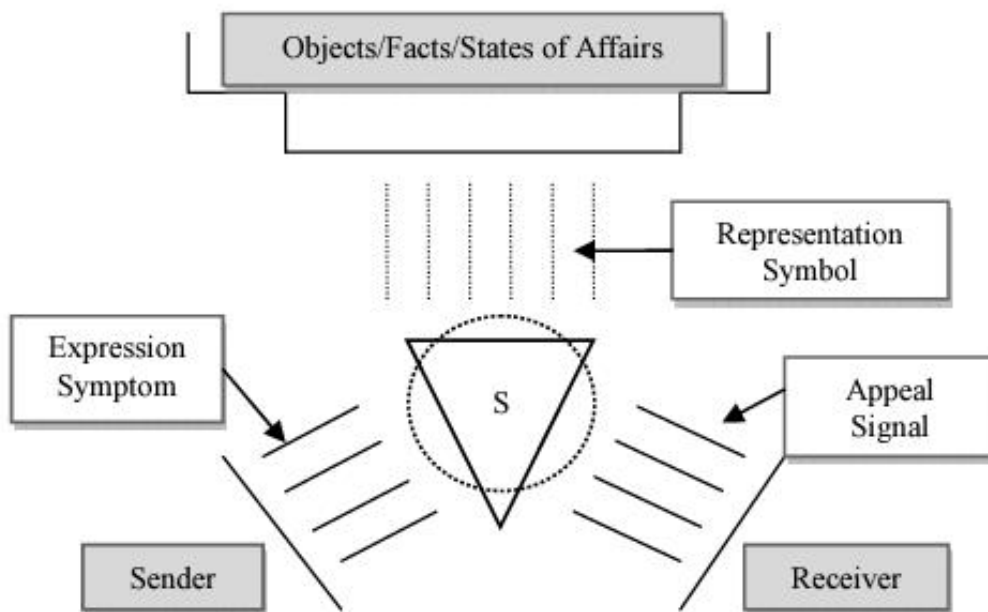 Objects/Facts/States of Affairs
Representation
Symbol
Expression
Symptom
S
Appeal
Signal
Sender
Receiver